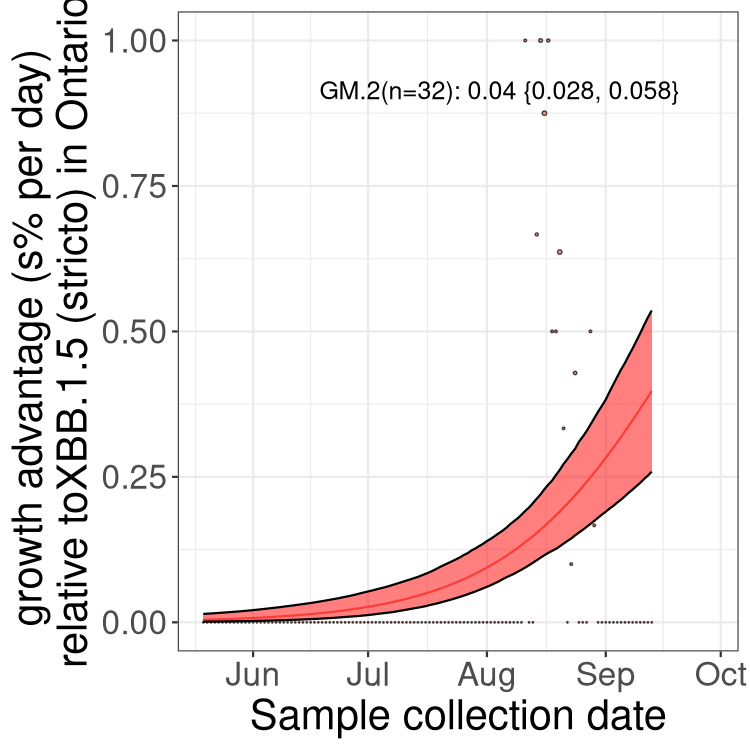 growth advantage (s% per day)
relative toXBB.1.5 (stricto) in Ontario
1.00
0.75
0.50
0.25
0.00
GM.2(n=32): 0.04 {0.028, 0.058}
Jun Jul Aug Sep Oct
Sample collection date